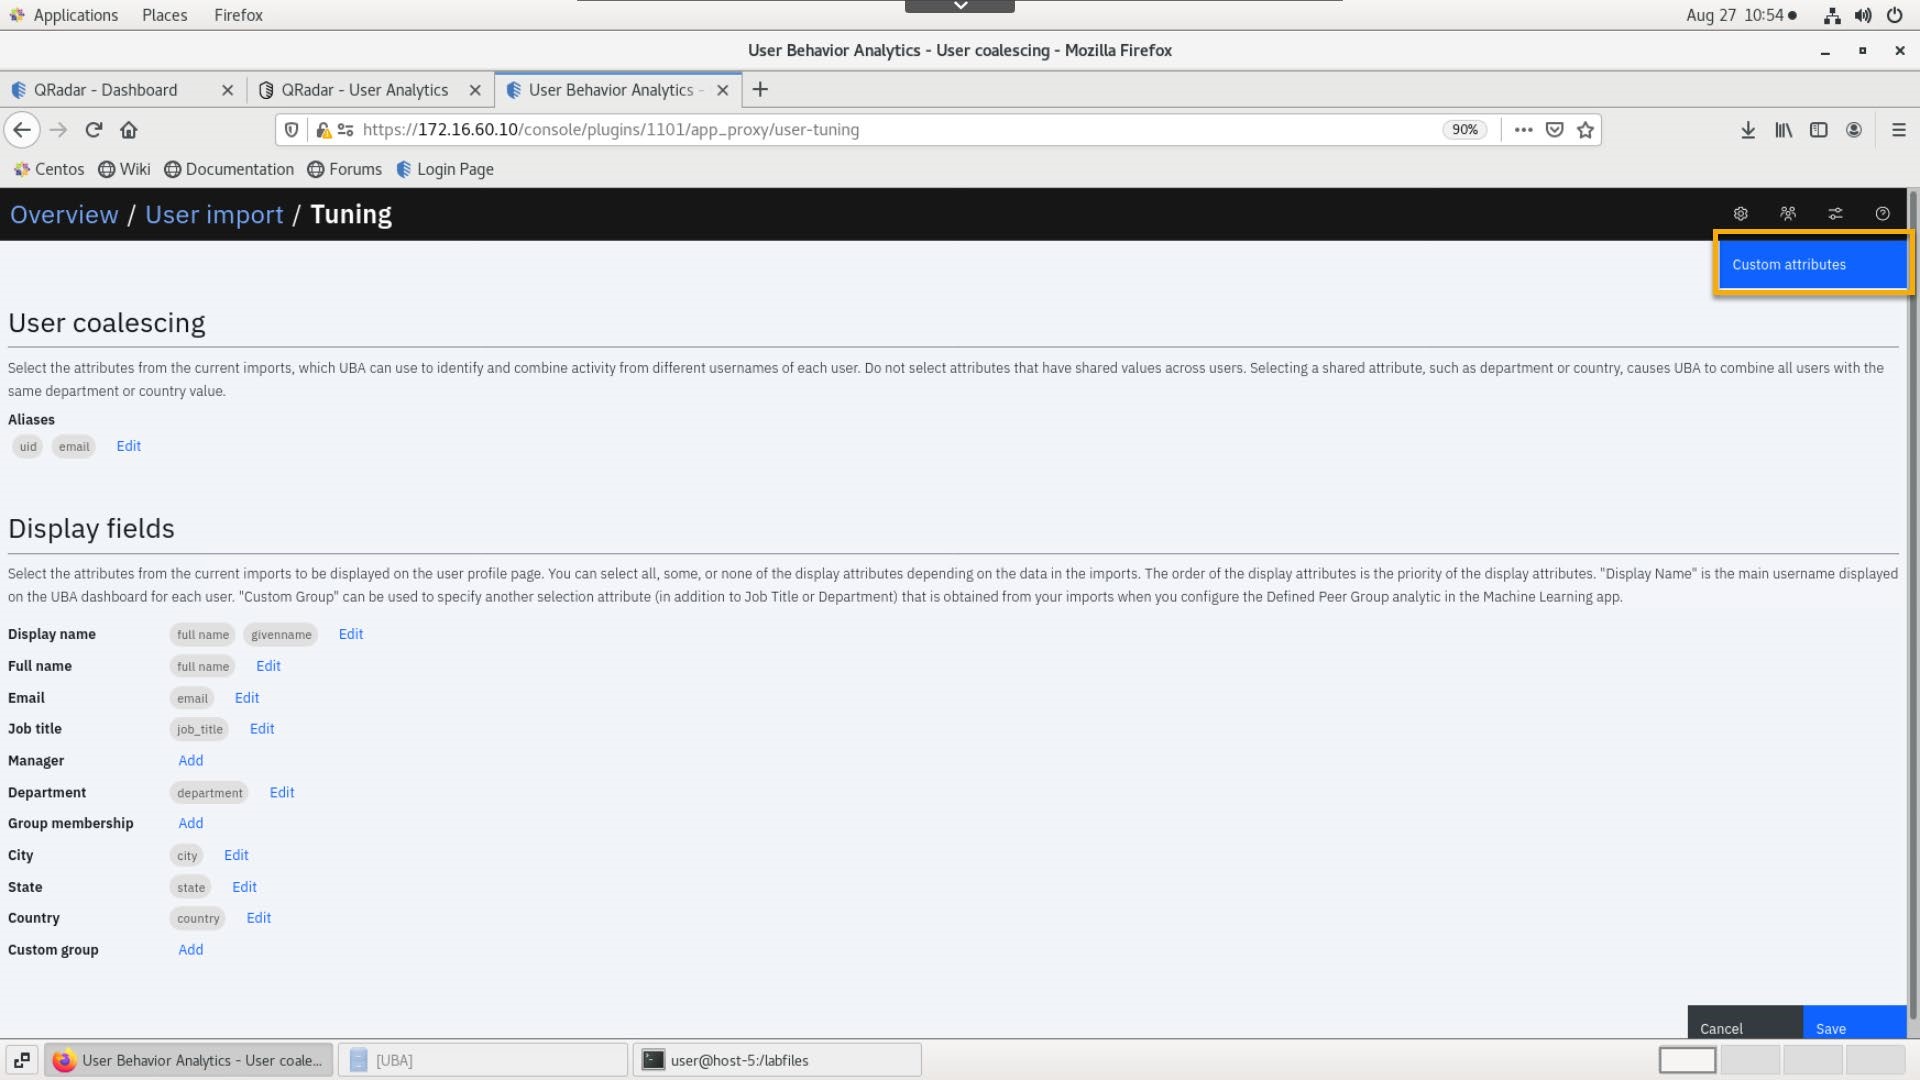 Applications Places Firefox Aug 27 10:54
User Behavior Analytics - User coalescing - Mozilla Firefox
QRadar - Dashboard QRadar - User Analytics User Behavior Analytics -
https://172.16.60.10/console/plugins/1101/app_proxy/user-tuning 90%
Centos Wiki Documentation Forums Login Page
Overview / User import / Tuning
Custom attributes
User coalescing
Select the attributes from the current imports, which UBA can use to identify and combine activity from different usernames of each user. Do not select attributes that have shared values across users. Selecting a shared attribute, such as department or country, causes UBA to combine all users with the
same department or country value.
Aliases
uid email Edit
Display fields
Select the attributes from the current imports to be displayed on the user profile page. You can select all, some, or none of the display attributes depending on the data in the imports. The order of the display attributes is the priority of the display attributes. "Display Name" is the main username displayed
on the UBA dashboard for each user. "Custom Group" can be used to specify another selection attribute (in addition to Job Title or Department) that is obtained from your imports when you configure the Defined Peer Group analytic in the Machine Learning app.
Display name full name givenname Edit
Full name full name Edit
Email email Edit
Job title job_title Edit
Manager Add
Department department Edit
Group membership Add
City city Edit
State state Edit
Country country Edit
Custom group Add
Cancel Save
User Behavior Analytics - User coale... [UBA] user@host-5:/labfiles